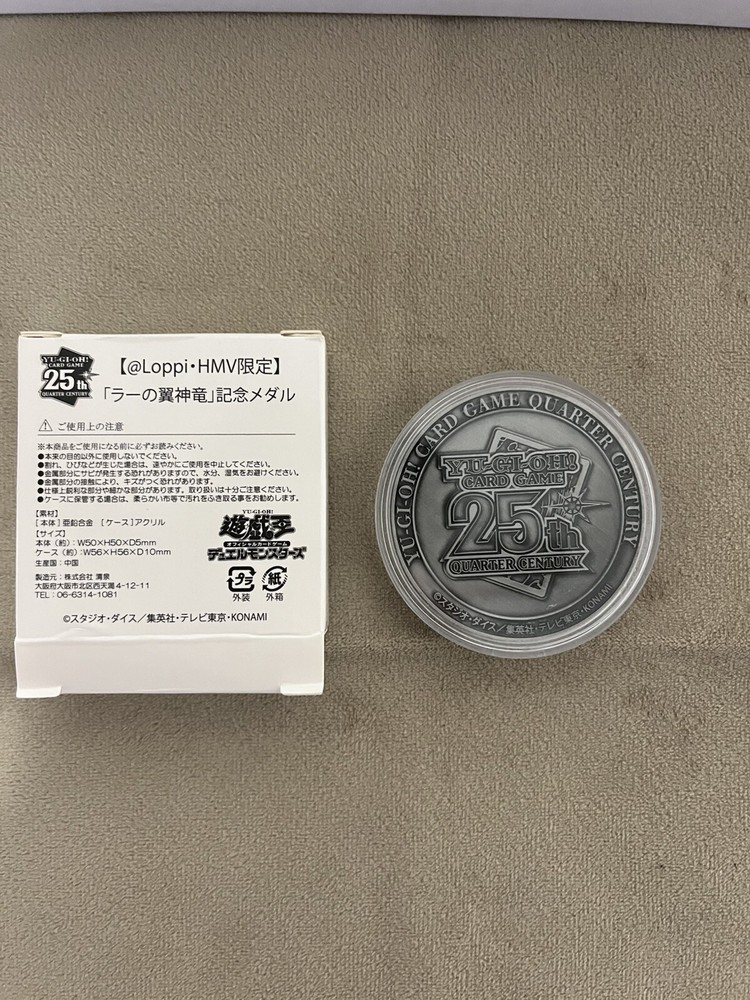 YU-GI-OH!
CARD GAME
25th
QUARTER CENTURY
【@Loppi・HMV限定】
「ラーの翼神竜」記念メダル
ご使用上の注意
※本商品をご使用になる前に必ずお読みください。
●本来の目的以外に使用しないでください。
●割れ、ひびなどが生じた場合は、速やかにご使用を中止してください。
●金属部分にサビが発生する恐れがありますので、水分、湿気をお避けください。
●金属部分の接触により、キズがつく恐れがあります。
●仕様上鋭利な部分や細かな部分があります。取り扱いは十分ご注意ください。
●ケースに保管する場合は、柔らかい布等で汚れをふき取る事をお勧めします。
【素材】
[本体]亜鉛合金 [ケース]アクリル
【サイズ】
本体（約）：W50×H50×D5mm
ケース（約）：W56×H56×D10mm
生産国：中国
製造元：株式会社 清泉
大阪府大阪市北区西天満4-12-11
TEL：06-6314-1081
YU-GI-OH!
遊戯王
オフィシャルカードゲーム
デュエルモンスターズ
プラ
外装
紙
外箱
©スタジオ・ダイス／集英社・テレビ東京・KONAMI
YU-GI-OH! CARD GAME QUARTER CENTURY
YU-GI-OH!
CARD GAME
25th
QUARTER CENTURY
©スタジオ・ダイス／集英社・テレビ東京・KONAMI